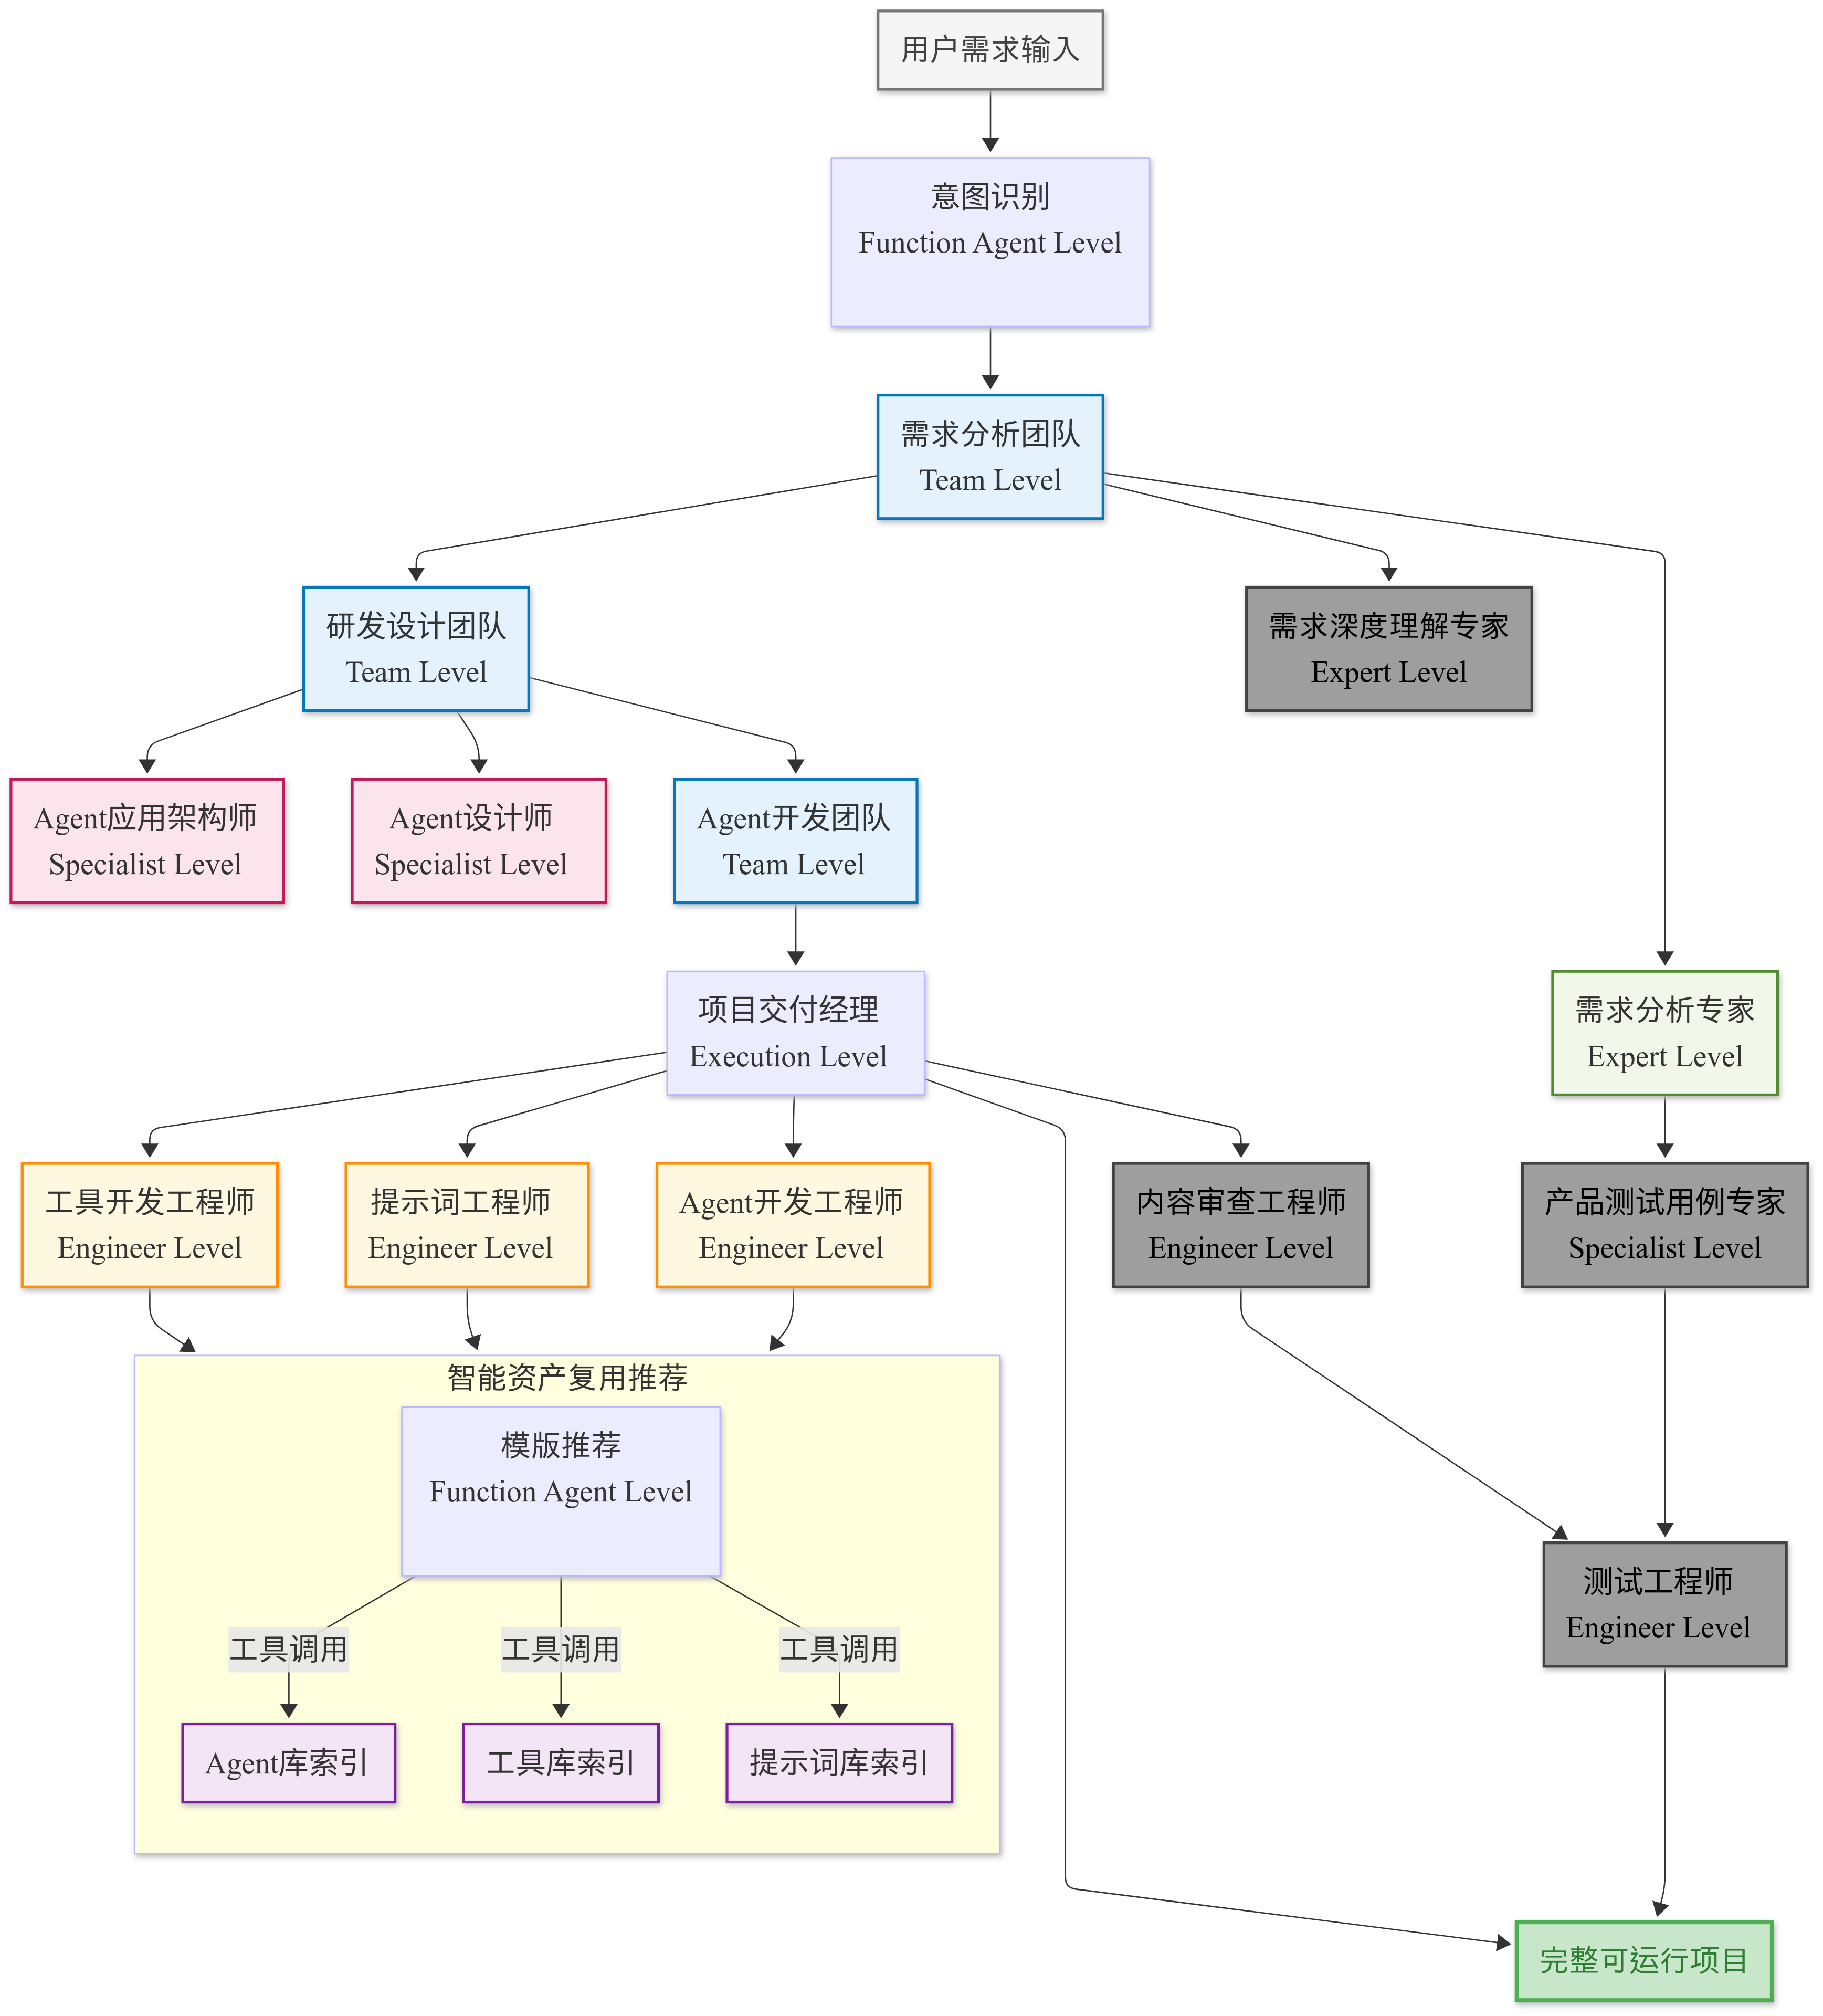 用户需求输入
意图识别
Function Agent Level
需求分析团队
Team Level
研发设计团队
Team Level
需求深度理解专家
Expert Level
Agent应用架构师
Specialist Level
Agent设计师
Specialist Level
Agent开发团队
Team Level
项目交付经理
Execution Level
需求分析专家
Expert Level
工具开发工程师
Engineer Level
提示词工程师
Engineer Level
Agent开发工程师
Engineer Level
内容审查工程师
Engineer Level
产品测试用例专家
Specialist Level
智能资产复用推荐
模版推荐
Function Agent Level
测试工程师
Engineer Level
工具调用
工具调用
工具调用
Agent库索引
工具库索引
提示词库索引
完整可运行项目